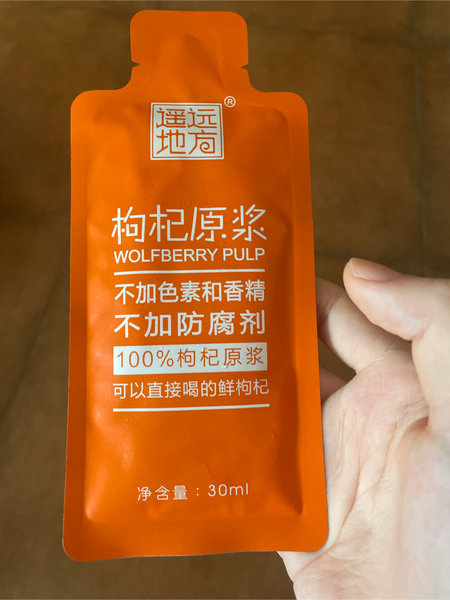 遥远
地方
®
枸杞原浆
WOLFBERRY PULP
不加色素和香精
不加防腐剂
100%枸杞原浆
可以直接喝的鲜枸杞
净含量：30ml